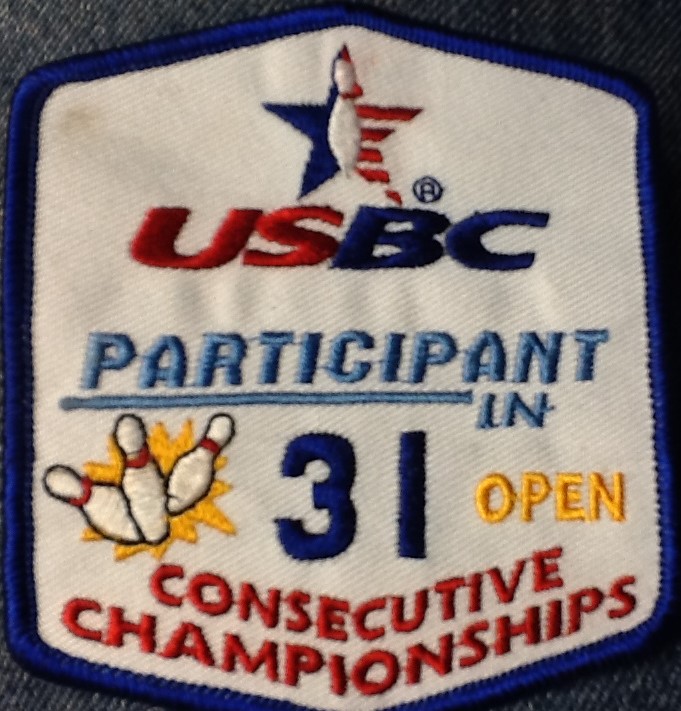 ®
USBC
PARTICIPANT
IN
31 OPEN
CONSECUTIVE
CHAMPIONSHIPS